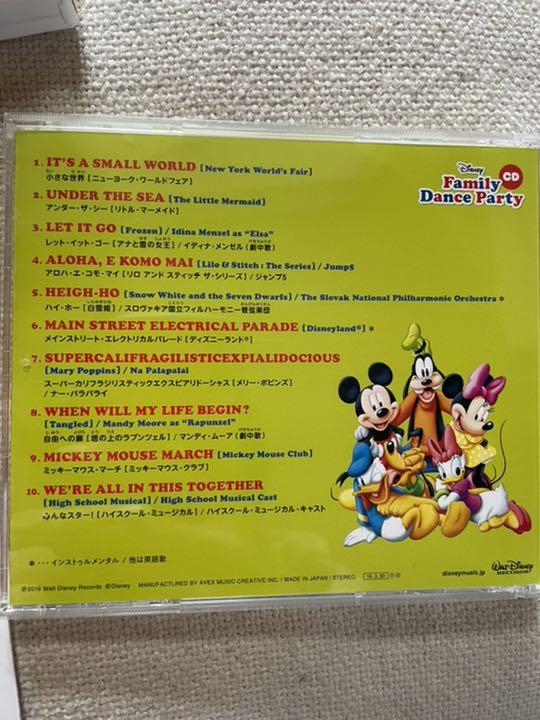 Disney
Family CD
Dance Party
1. IT'S A SMALL WORLD [New York World's Fair]
小さな世界 [ニューヨーク・ワールドフェア]
2. UNDER THE SEA [The Little Mermaid]
アンダー・ザ・シー [リトル・マーメイド]
3. LET IT GO [Frozen] / Idina Menzel as "Elsa"
レット・イット・ゴー [アナと雪の女王] / イディナ・メンゼル (劇中歌)
4. ALOHA, E KOMO MAI [Lilo & Stitch : The Series] / Jump5
アロハ・エ・コモ・マイ [リロ アンド スティッチ ザ・シリーズ] / ジャンプ5
5. HEIGH-HO [Snow White and the Seven Dwarfs] / The Slovak National Philharmonic Orchestra *
ハイ・ホー [白雪姫] / スロヴァキア国立フィルハーモニー管弦楽団
6. MAIN STREET ELECTRICAL PARADE [Disneyland®] *
メインストリート・エレクトリカルパレード [ディズニーランド®]
7. SUPERCALIFRAGILISTICEXPIALIDOCIOUS
[Mary Poppins] / Na Palapalai
スーパーカリフラジリスティックエクスピアリドーシャス [メリー・ポピンズ]
/ ナー・パラパライ
8. WHEN WILL MY LIFE BEGIN?
[Tangled] / Mandy Moore as "Rapunzel"
自由への扉 [塔の上のラプンツェル] / マンディ・ムーア (劇中歌)
9. MICKEY MOUSE MARCH [Mickey Mouse Club]
ミッキーマウス・マーチ [ミッキーマウス・クラブ]
10. WE'RE ALL IN THIS TOGETHER
[High School Musical] / High School Musical Cast
みんなスター! [ハイスクール・ミュージカル] / ハイスクール・ミュージカル・キャスト
*・・・インストゥルメンタル / 他は英語歌
℗2016 Walt Disney Records ©Disney MANUFACTURED BY AVEX MUSIC CREATIVE INC. / MADE IN JAPAN / STEREO 16.3.30
disneymusic.jp
WALT DISNEY
RECORDS